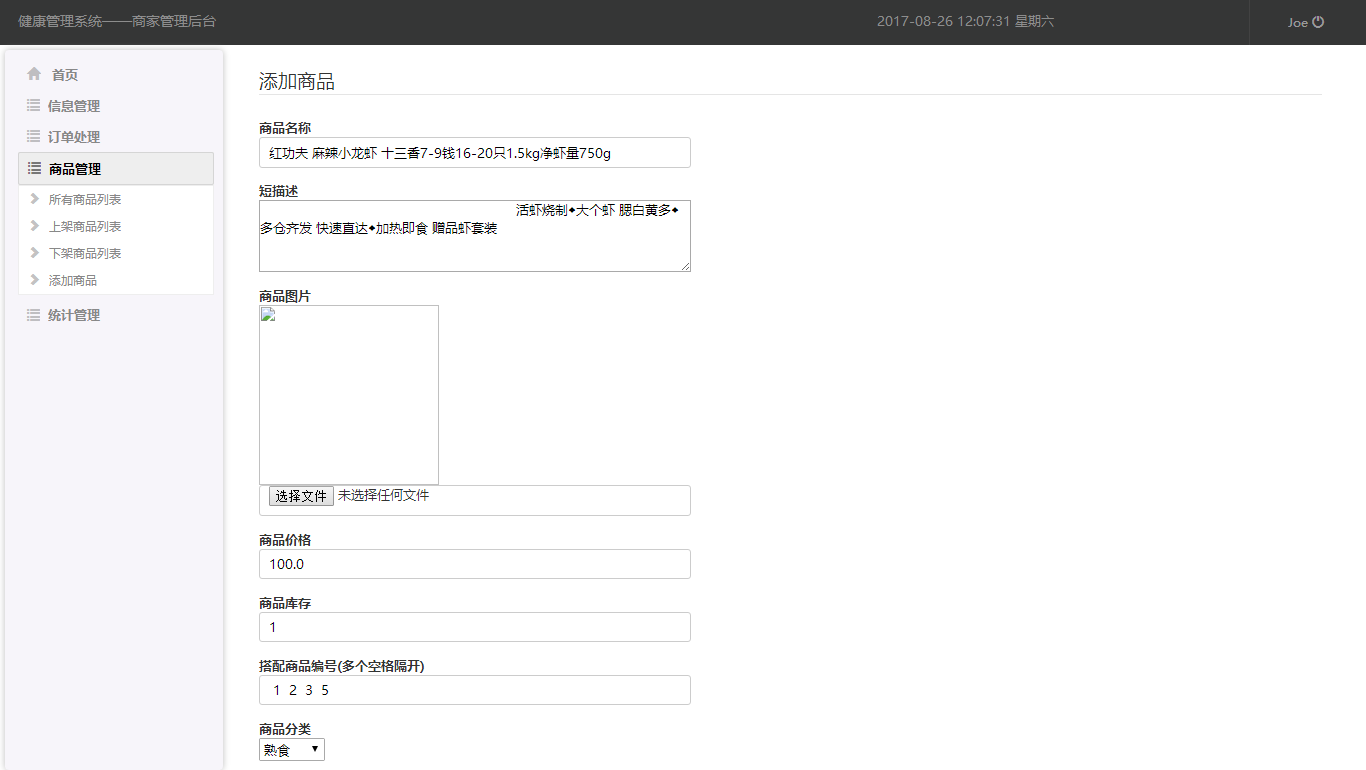 健康管理系统——商家管理后台
2017-08-26 12:07:31 星期六
Joe
首页
信息管理
订单处理
商品管理
所有商品列表
上架商品列表
下架商品列表
添加商品
统计管理
添加商品
商品名称
红功夫 麻辣小龙虾 十三香7-9钱16-20只1.5kg净虾量750g
短描述
活虾烧制◆大个虾 腮白黄多◆
多仓齐发 快速直达◆加热即食 赠品虾套装
商品图片
选择文件 未选择任何文件
商品价格
100.0
商品库存
1
搭配商品编号(多个空格隔开)
1 2 3 5
商品分类
熟食